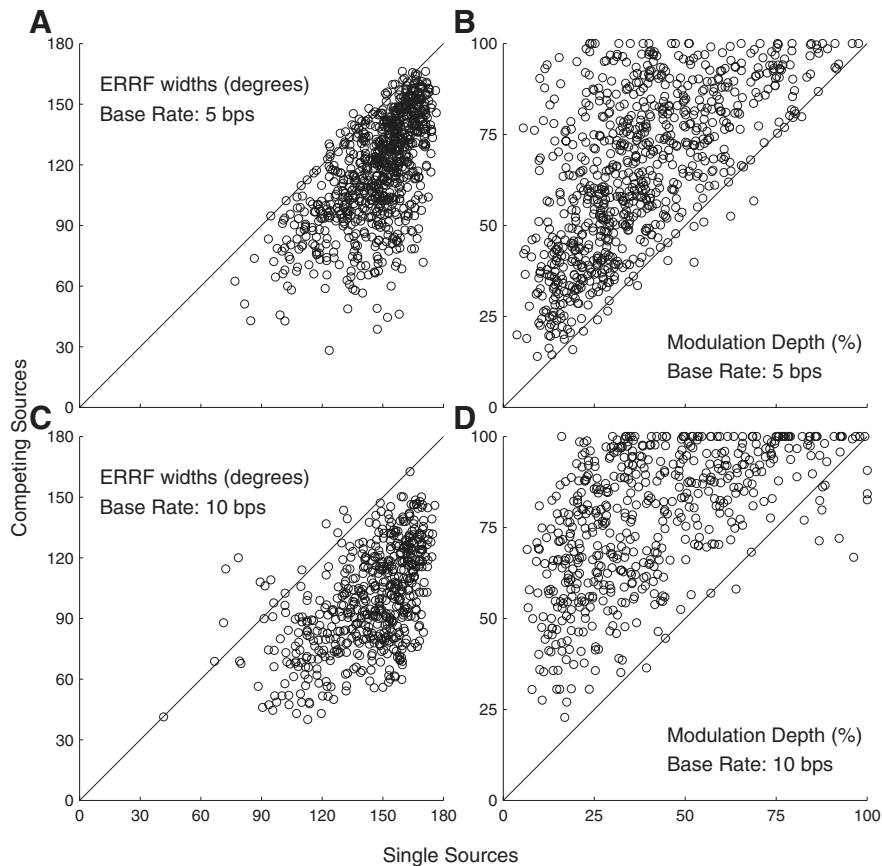 A
180
150
120
90
60
30
0
ERRF widths (degrees)
Base Rate: 5 bps
B
100
75
50
25
0
Modulation Depth (%)
Base Rate: 5 bps
Competing Sources
C
180
150
120
90
60
30
0
ERRF widths (degrees)
Base Rate: 10 bps
0 30 60 90 120 150 180
D
100
75
50
25
0
Modulation Depth (%)
Base Rate: 10 bps
0 25 50 75 100
Single Sources